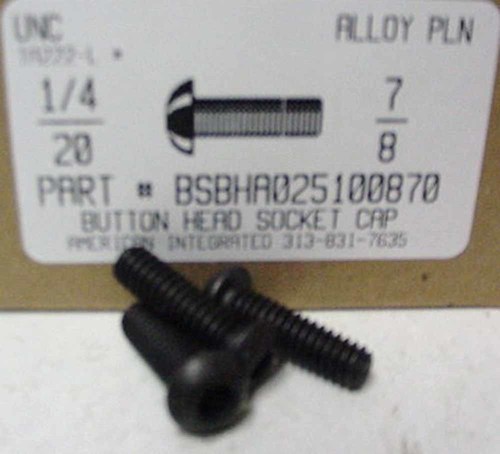 UNC ALLOY PLN
1/4 7/8
20
PART # BSBHA025100870
BUTTON HEAD SOCKET CAP
AMERICAN INTEGRATED 313-831-7635